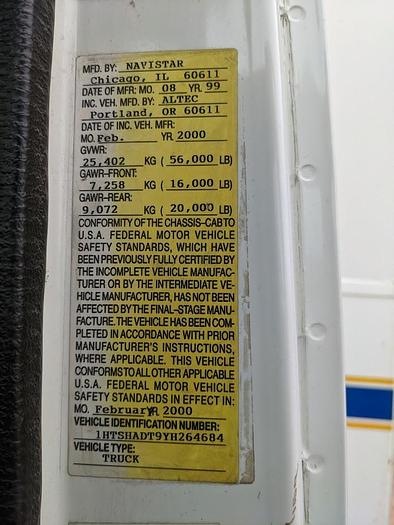 MFD. BY: NAVISTAR
Chicago, IL 60611
DATE OF MFR: MO. 08 YR. 99
INC. VEH. MFD. BY: ALTEC
Portland, OR 60611
DATE OF INC. VEH. MFR:
MO. Feb. YR. 2000
GVWR:
25,402 KG ( 56,000 LB)
GAWR-FRONT:
7,258 KG ( 16,000 LB)
GAWR-REAR:
9,072 KG ( 20,000 LB)
CONFORMITY OF THE CHASSIS-CAB TO
U.S.A. FEDERAL MOTOR VEHICLE
SAFETY STANDARDS, WHICH HAVE
BEEN PREVIOUSLY FULLY CERTIFIED BY
THE INCOMPLETE VEHICLE MANUFAC-
TURER OR BY THE INTERMEDIATE VE-
HICLE MANUFACTURER, HAS NOT BEEN
AFFECTED BY THE FINAL-STAGE MANU-
FACTURE. THE VEHICLE HAS BEEN COM-
PLETED IN ACCORDANCE WITH PRIOR
MANUFACTURER'S INSTRUCTIONS,
WHERE APPLICABLE. THIS VEHICLE
CONFORMS TO ALL OTHER APPLICABLE
U.S.A. FEDERAL MOTOR VEHICLE
SAFETY STANDARDS IN EFFECT IN:
MO. February YR. 2000
VEHICLE IDENTIFICATION NUMBER:
1HTSHADT9YH264684
VEHICLE TYPE:
TRUCK